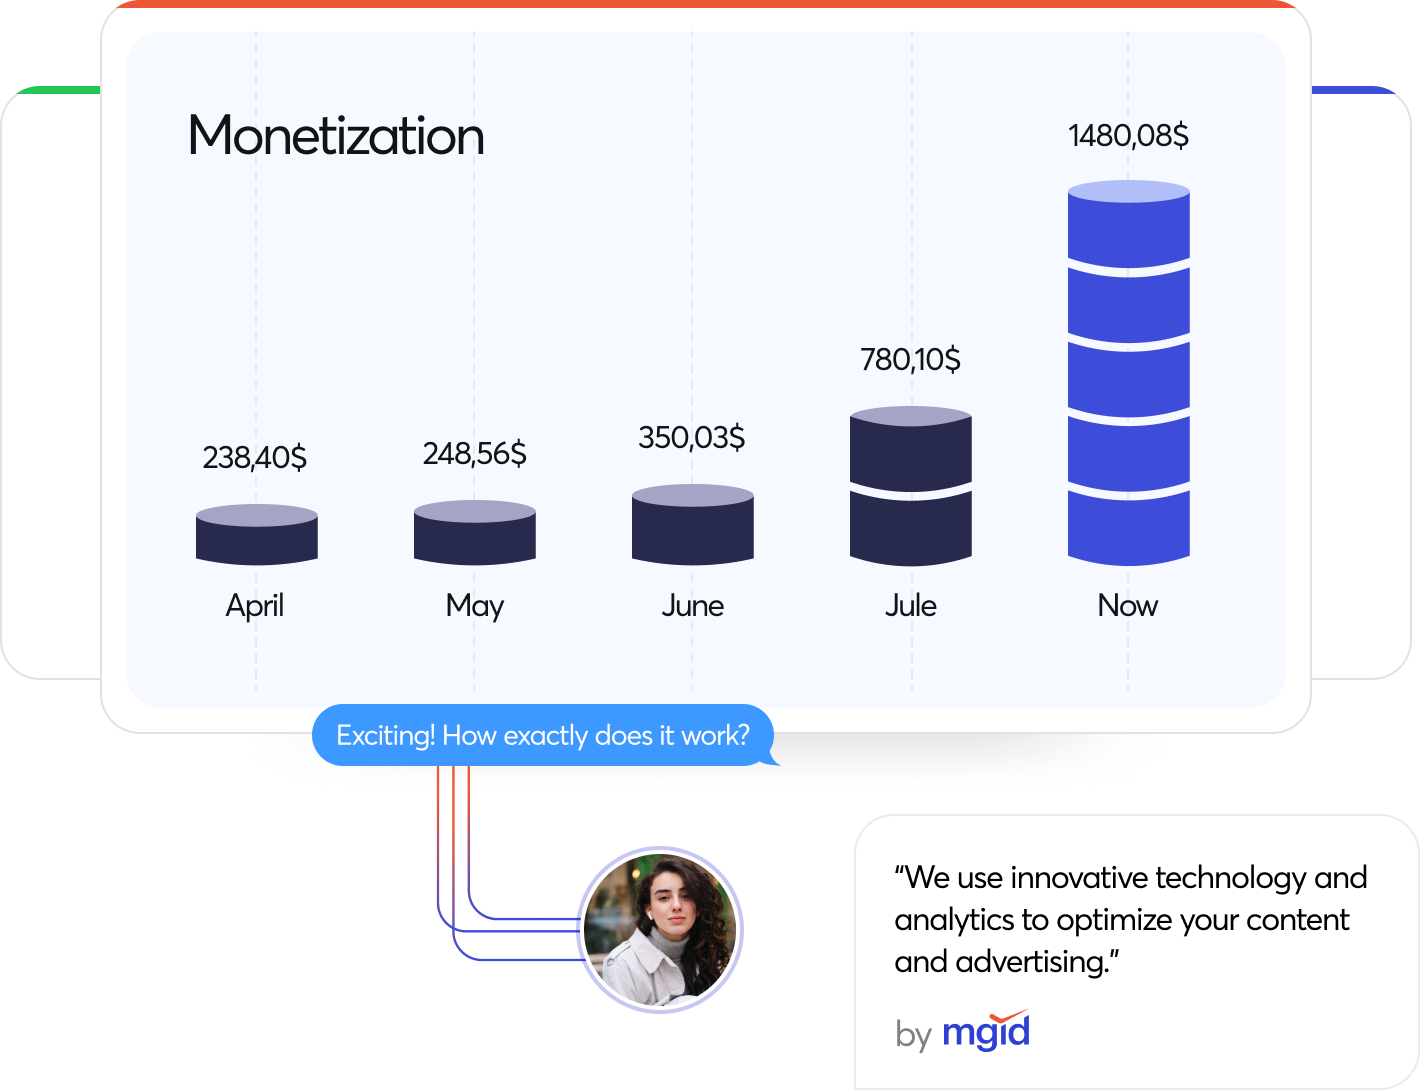 Monetization
1480,08$
780,10$
350,03$
248,56$
238,40$
April
May
June
Jule
Now
Exciting! How exactly does it work?
“We use innovative technology and
analytics to optimize your content
and advertising.”
by mgid